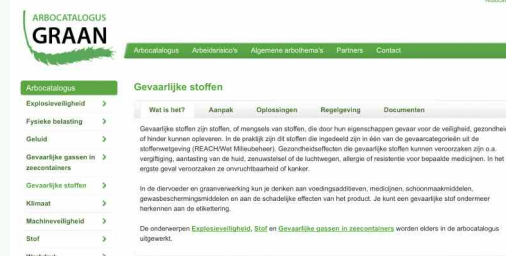 ARBOCATALOGUS
GRAAN
Arbocatalogus Arbeidsrisico's Algemene arbothema's Partners Contact
Arbocatalogus
Explosieveiligheid
Fysieke belasting
Geluid
Gevaarlijke gassen in
zeecontainers
Gevaarlijke stoffen
Klimaat
Machineveiligheid
Stof
Gevaarlijke stoffen
Wat is het? Aanpak Oplossingen Regelgeving Documenten
Gevaarlijke stoffen zijn stoffen, of mengsels van stoffen, die door hun eigenschappen gevaar voor de veiligheid, gezondheid
of hinder kunnen opleveren. In de praktijk zijn dit stoffen die ingedeeld zijn in één van de gevaarcategorieën uit de
stoffenwetgeving (REACH/Wet Milieubeheer). Gezondheidseffecten die gevaarlijke stoffen kunnen veroorzaken zijn o.a.
vergiftiging, aantasting van de huid, zenuwstelsel of de luchtwegen, allergie of resistentie voor bepaalde medicijnen. In het
ergste geval veroorzaken ze onvruchtbaarheid of kanker.
In de diervoeder en graanverwerking kun je denken aan voedingsadditieven, medicijnen, schoonmaakmiddelen,
gewasbeschermingsmiddelen en aan de schadelijke effecten van het product. Je kunt een gevaarlijke stof ondermeer
herkennen aan de etikettering.
De onderwerpen Explosieveiligheid, Stof en Gevaarlijke gassen in zeecontainers worden elders in de arbocatalogus
uitgewerkt.